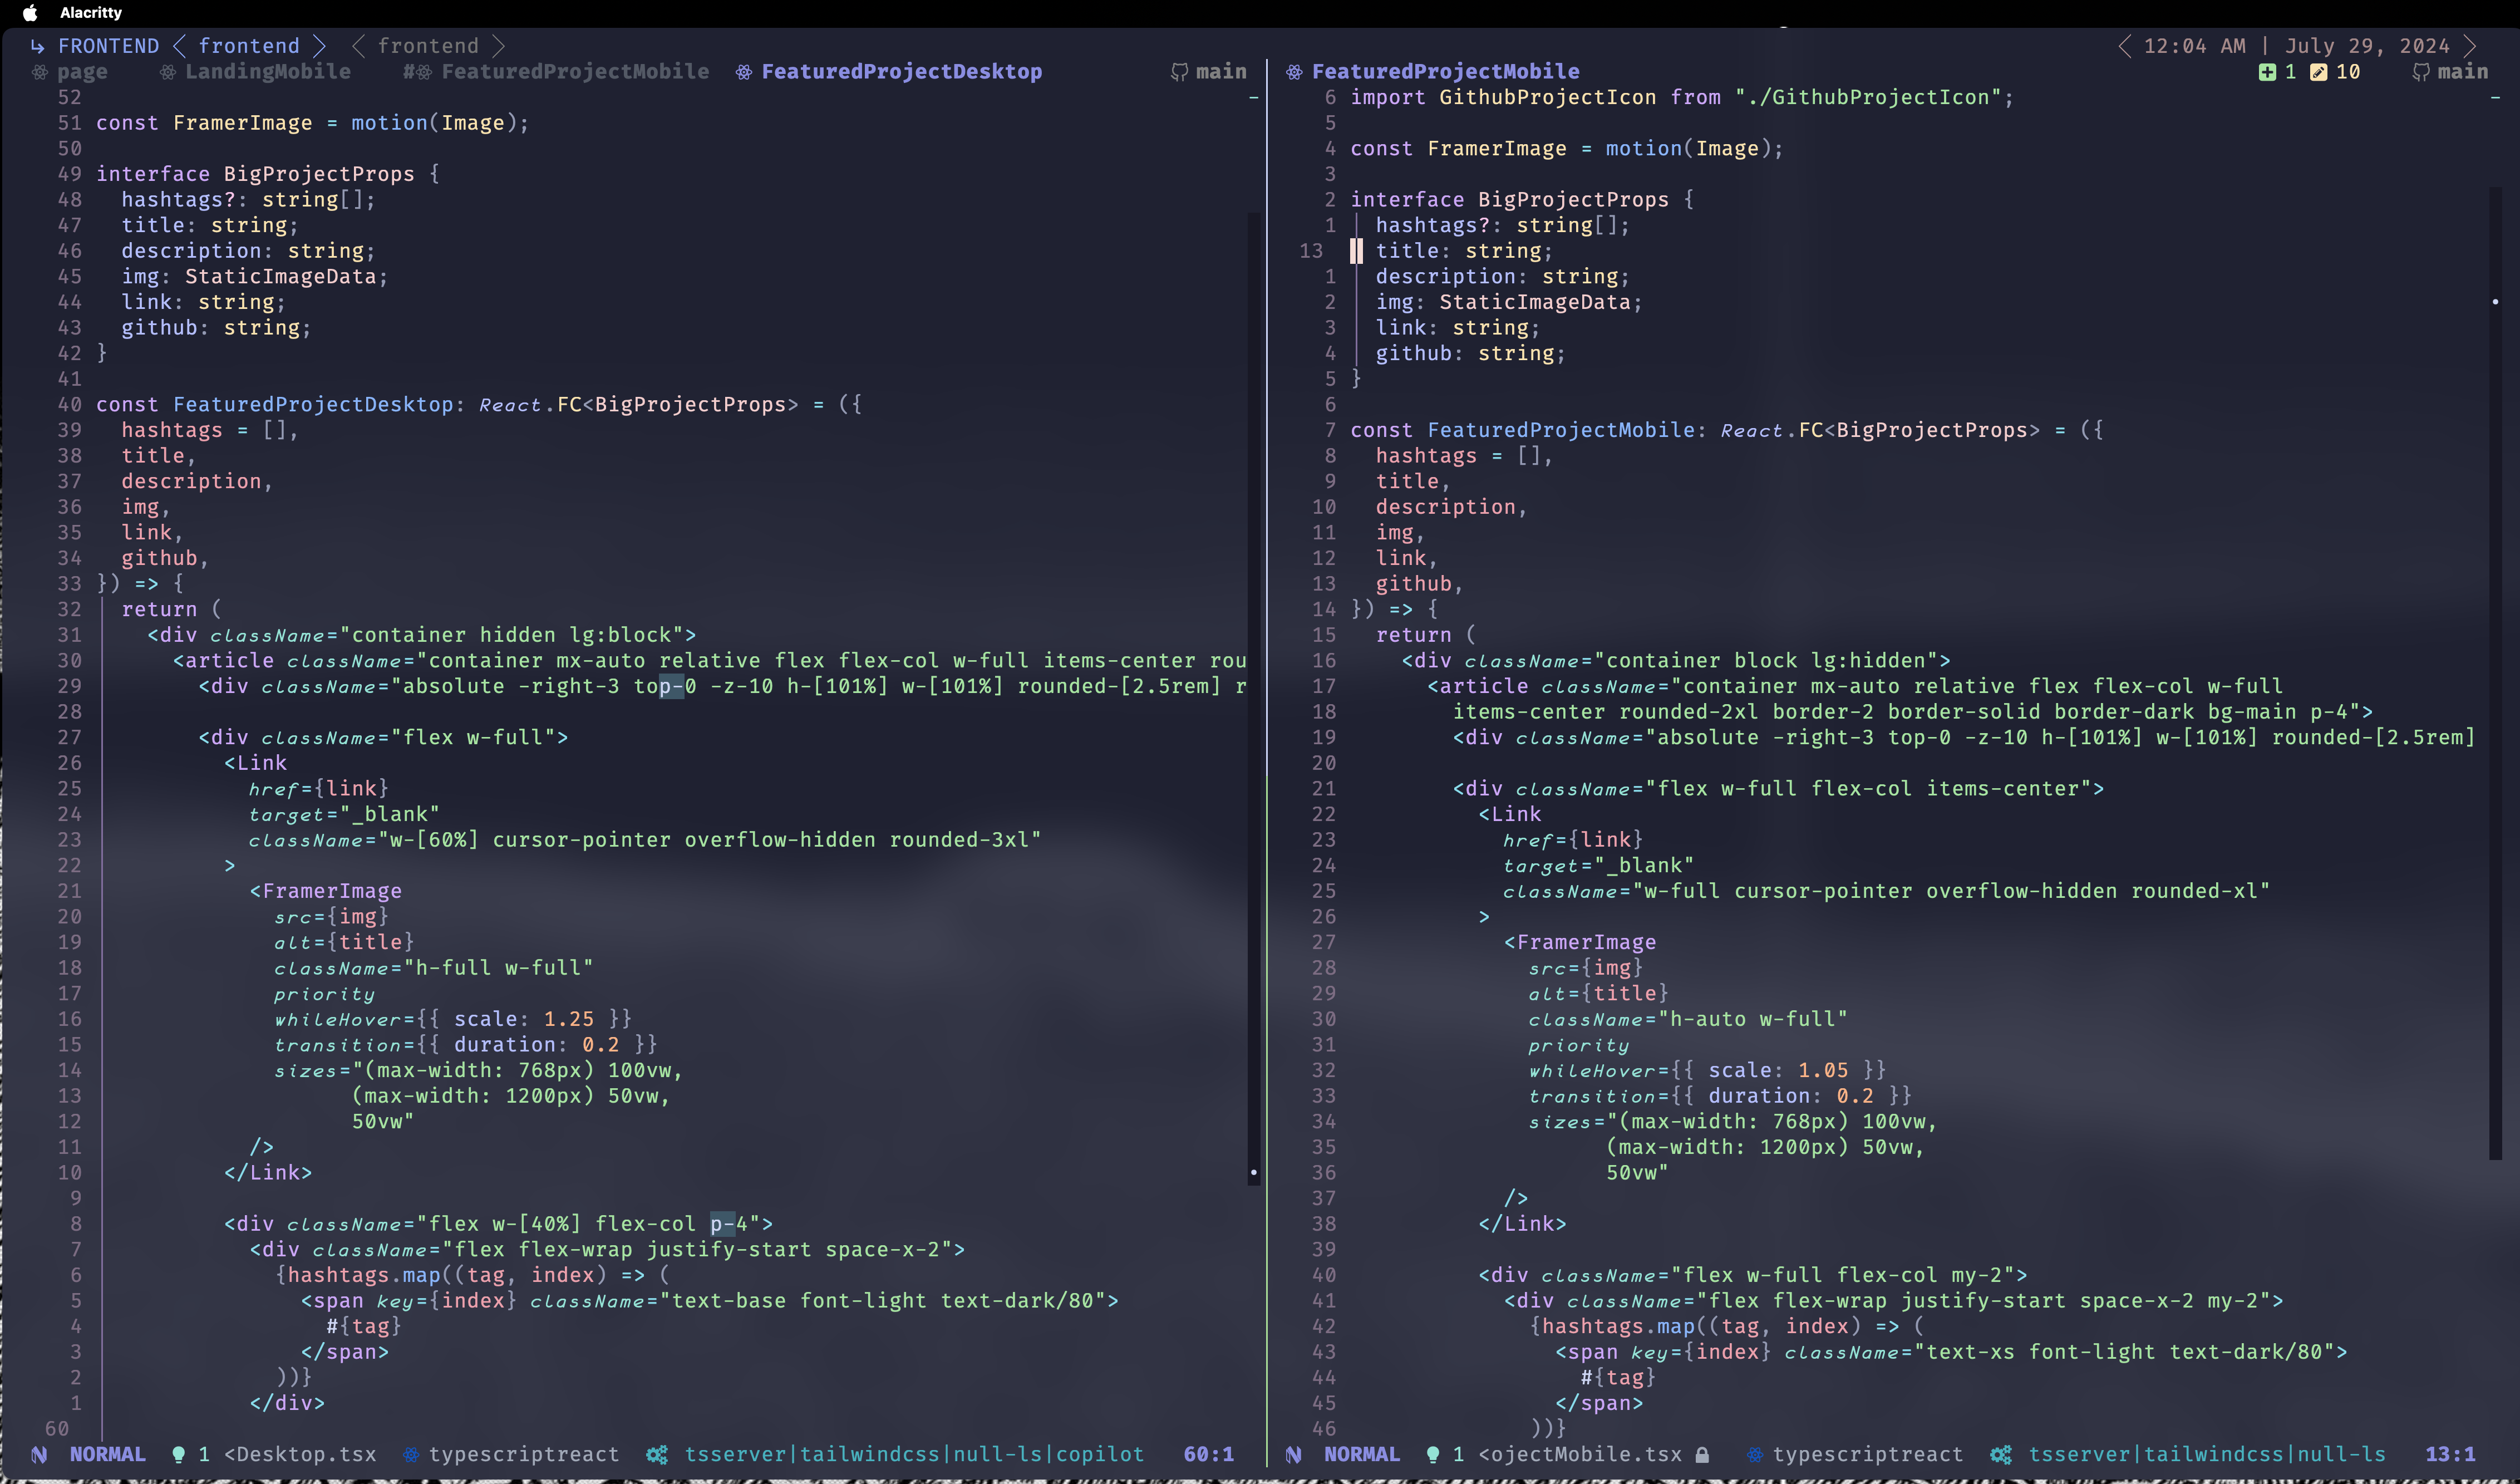 Alacritty
↳ FRONTEND < frontend > < frontend > < 12:04 AM | July 29, 2024 >
page LandingMobile # FeaturedProjectMobile FeaturedProjectDesktop main
52
51 const FramerImage = motion(Image);
50
49 interface BigProjectProps {
48   hashtags?: string[];
47   title: string;
46   description: string;
45   img: StaticImageData;
44   link: string;
43   github: string;
42 }
41
40 const FeaturedProjectDesktop: React.FC<BigProjectProps> = ({
39   hashtags = [],
38   title,
37   description,
36   img,
35   link,
34   github,
33 }) => {
32   return (
31     <div className="container hidden lg:block">
30       <article className="container mx-auto relative flex flex-col w-full items-center rou
29         <div className="absolute -right-3 top-0 -z-10 h-[101%] w-[101%] rounded-[2.5rem] r
28
27         <div className="flex w-full">
26           <Link
25             href={link}
24             target="_blank"
23             className="w-[60%] cursor-pointer overflow-hidden rounded-3xl"
22           >
21             <FramerImage
20               src={img}
19               alt={title}
18               className="h-full w-full"
17               priority
16               whileHover={{ scale: 1.25 }}
15               transition={{ duration: 0.2 }}
14               sizes="(max-width: 768px) 100vw,
13                     (max-width: 1200px) 50vw,
12                     50vw"
11             />
10           </Link>
9
8           <div className="flex w-[40%] flex-col p-4">
7             <div className="flex flex-wrap justify-start space-x-2">
6               {hashtags.map((tag, index) => (
5                 <span key={index} className="text-base font-light text-dark/80">
4                   #{tag}
3                 </span>
2               ))}
1             </div>
60
NORMAL 1 <Desktop.tsx typescriptreact tsserver|tailwindcss|null-ls|copilot 60:1
FeaturedProjectMobile 1 10 main
6 import GithubProjectIcon from "./GithubProjectIcon";
5
4 const FramerImage = motion(Image);
3
2 interface BigProjectProps {
1   hashtags?: string[];
13   title: string;
1   description: string;
2   img: StaticImageData;
3   link: string;
4   github: string;
5 }
6
7 const FeaturedProjectMobile: React.FC<BigProjectProps> = ({
8   hashtags = [],
9   title,
10   description,
11   img,
12   link,
13   github,
14 }) => {
15   return (
16     <div className="container block lg:hidden">
17       <article className="container mx-auto relative flex flex-col w-full
18         items-center rounded-2xl border-2 border-solid border-dark bg-main p-4">
19         <div className="absolute -right-3 top-0 -z-10 h-[101%] w-[101%] rounded-[2.5rem]
20
21         <div className="flex w-full flex-col items-center">
22           <Link
23             href={link}
24             target="_blank"
25             className="w-full cursor-pointer overflow-hidden rounded-xl"
26           >
27             <FramerImage
28               src={img}
29               alt={title}
30               className="h-auto w-full"
31               priority
32               whileHover={{ scale: 1.05 }}
33               transition={{ duration: 0.2 }}
34               sizes="(max-width: 768px) 100vw,
35                     (max-width: 1200px) 50vw,
36                     50vw"
37             />
38           </Link>
39
40           <div className="flex w-full flex-col my-2">
41             <div className="flex flex-wrap justify-start space-x-2 my-2">
42               {hashtags.map((tag, index) => (
43                 <span key={index} className="text-xs font-light text-dark/80">
44                   #{tag}
45                 </span>
46               ))}
NORMAL 1 <ojectMobile.tsx typescriptreact tsserver|tailwindcss|null-ls 13:1